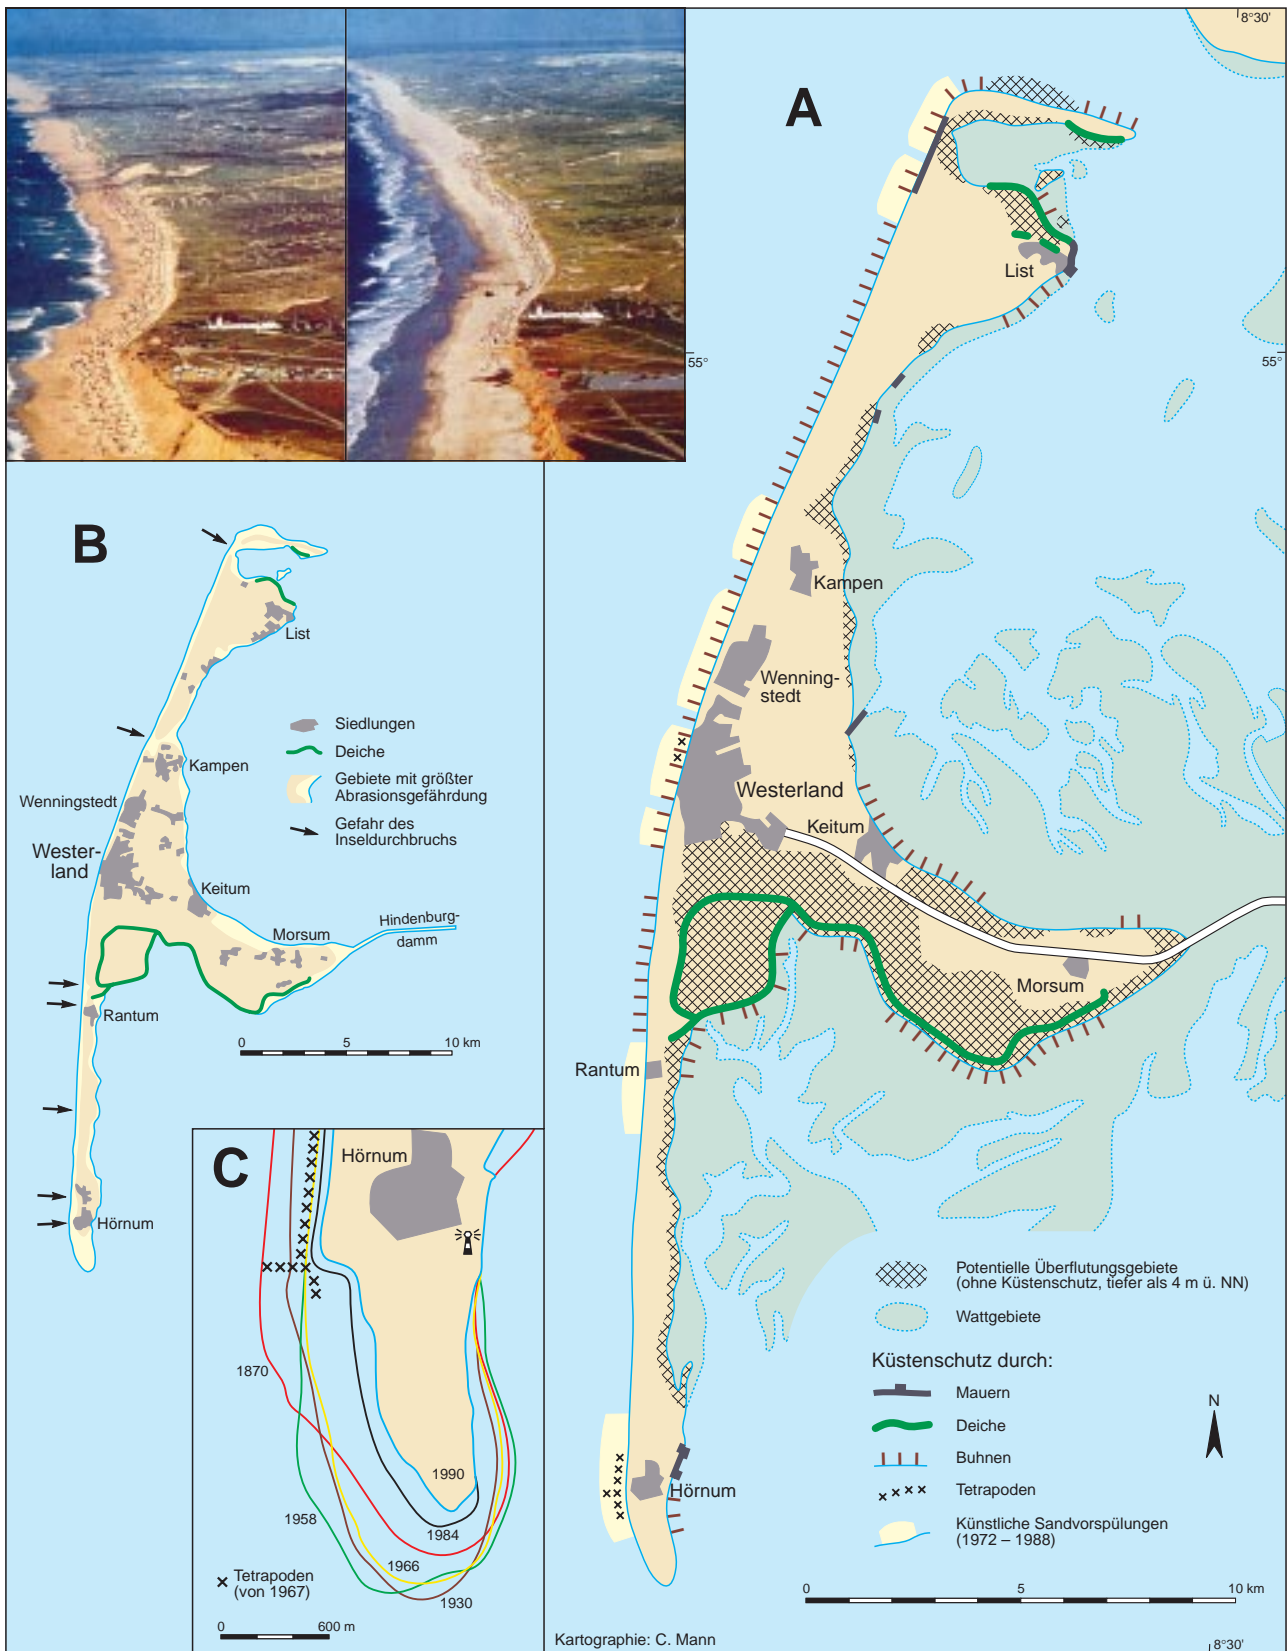 8°30'
A
List
55°
55°
Kampen
Wenning-
stedt
Westerland
Keitum
Morsum
Rantum
Hörnum
Potentielle Überflutungsgebiete
(ohne Küstenschutz, tiefer als 4 m ü. NN)
Wattgebiete
Küstenschutz durch:
Mauern
Deiche
Buhnen
Tetrapoden
Künstliche Sandvorspülungen
(1972 – 1988)
N
0 5 10 km
8°30'
B
List
Siedlungen
Deiche
Gebiete mit größter
Abrasionsgefährdung
Gefahr des
Inseldurchbruchs
Kampen
Wenningstedt
Wester-
land
Keitum
Morsum
Hindenburg-
damm
Rantum
0 5 10 km
Hörnum
C
Hörnum
1870
1990
1958
1984
1966
1930
Tetrapoden
(von 1967)
0 600 m
Kartographie: C. Mann